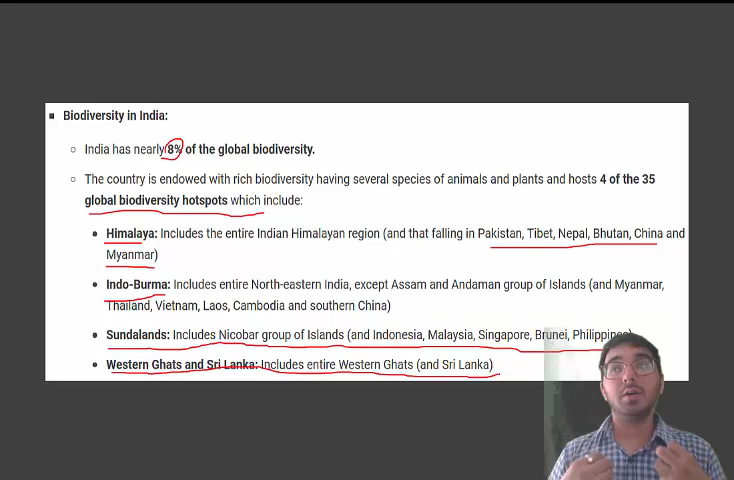 Biodiversity in India:
India has nearly 8% of the global biodiversity.
The country is endowed with rich biodiversity having several species of animals and plants and hosts 4 of the 35
global biodiversity hotspots which include:
Himalaya: Includes the entire Indian Himalayan region (and that falling in Pakistan, Tibet, Nepal, Bhutan, China and
Myanmar)
Indo-Burma: Includes entire North-eastern India, except Assam and Andaman group of Islands (and Myanmar,
Thailand, Vietnam, Laos, Cambodia and southern China)
Sundalands: Includes Nicobar group of Islands (and Indonesia, Malaysia, Singapore, Brunei, Philippines)
Western Ghats and Sri Lanka: Includes entire Western Ghats (and Sri Lanka)